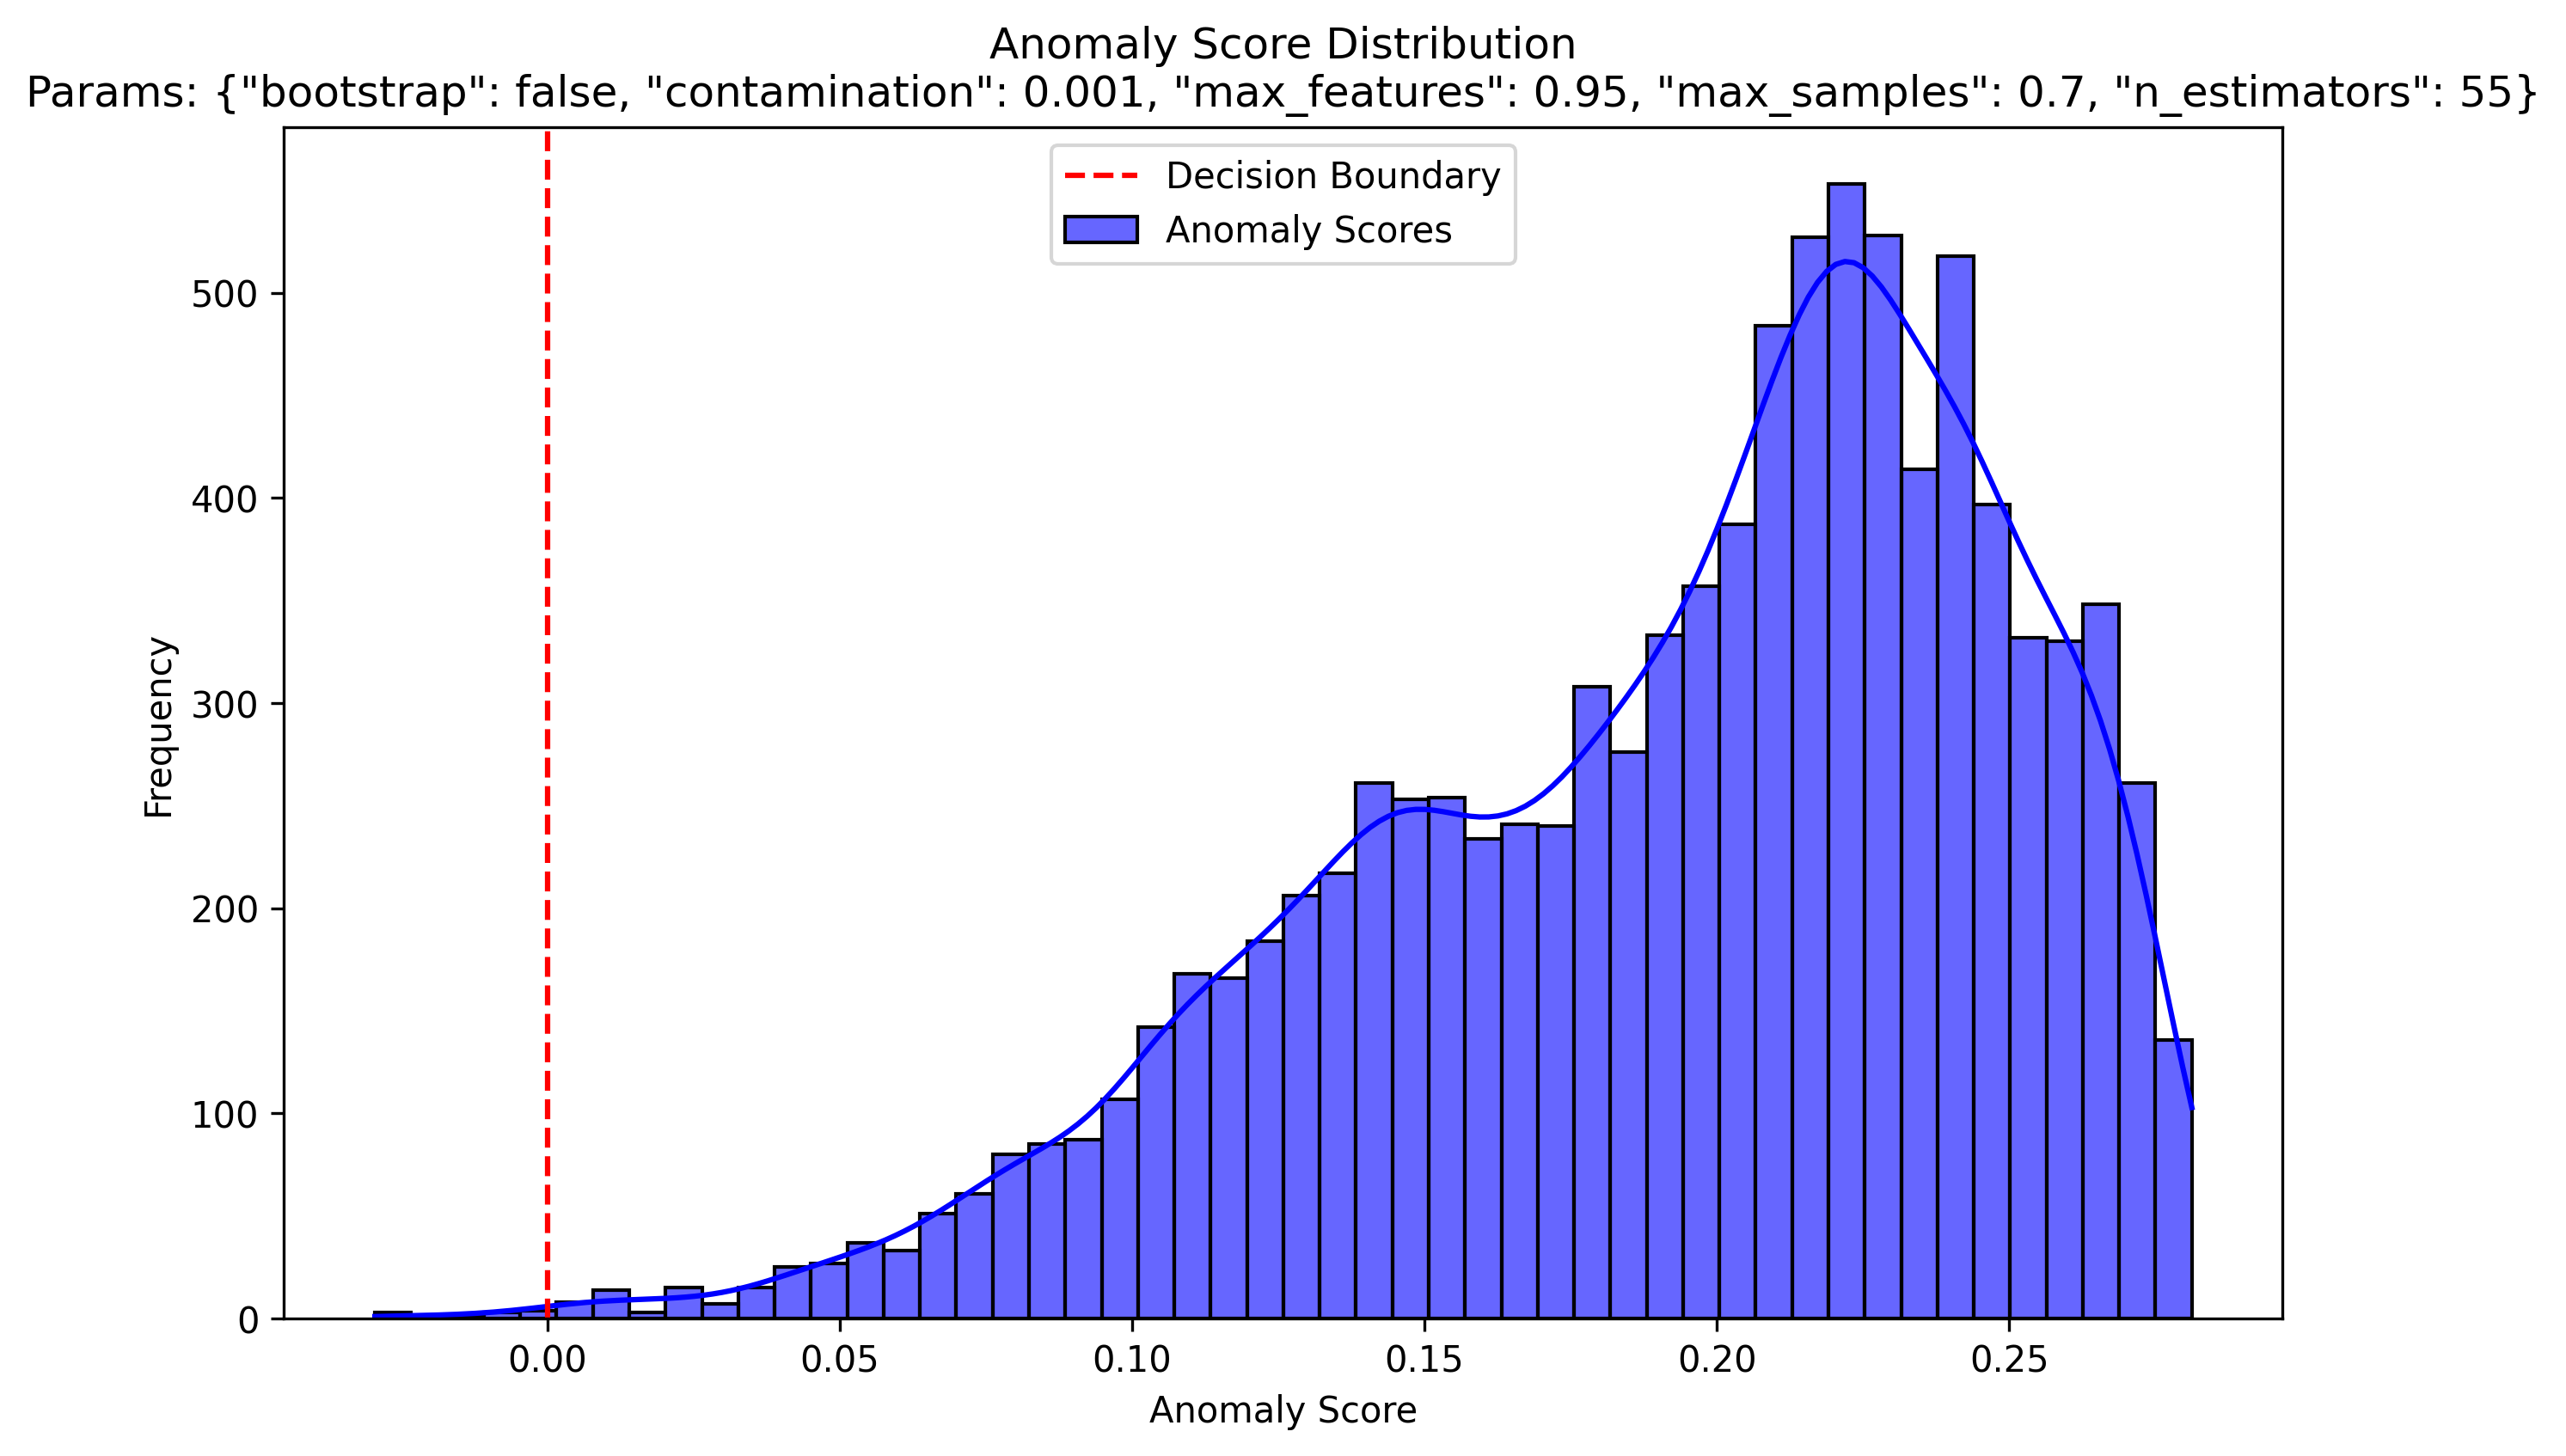 Anomaly Score Distribution
Params: {"bootstrap": false, "contamination": 0.001, "max_features": 0.95, "max_samples": 0.7, "n_estimators": 55}
Decision Boundary
Anomaly Scores
Frequency
500
400
300
200
100
0
0.00 0.05 0.10 0.15 0.20 0.25
Anomaly Score